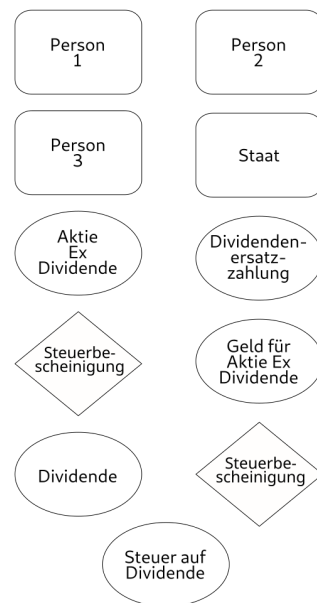 Person
1
Person
2
Person
3
Staat
Aktie
Ex
Dividende
Dividenden-
ersatz-
zahlung
Steuerbe-
scheinigung
Geld für
Aktie Ex
Dividende
Dividende
Steuerbe-
scheinigung
Steuer auf
Dividende